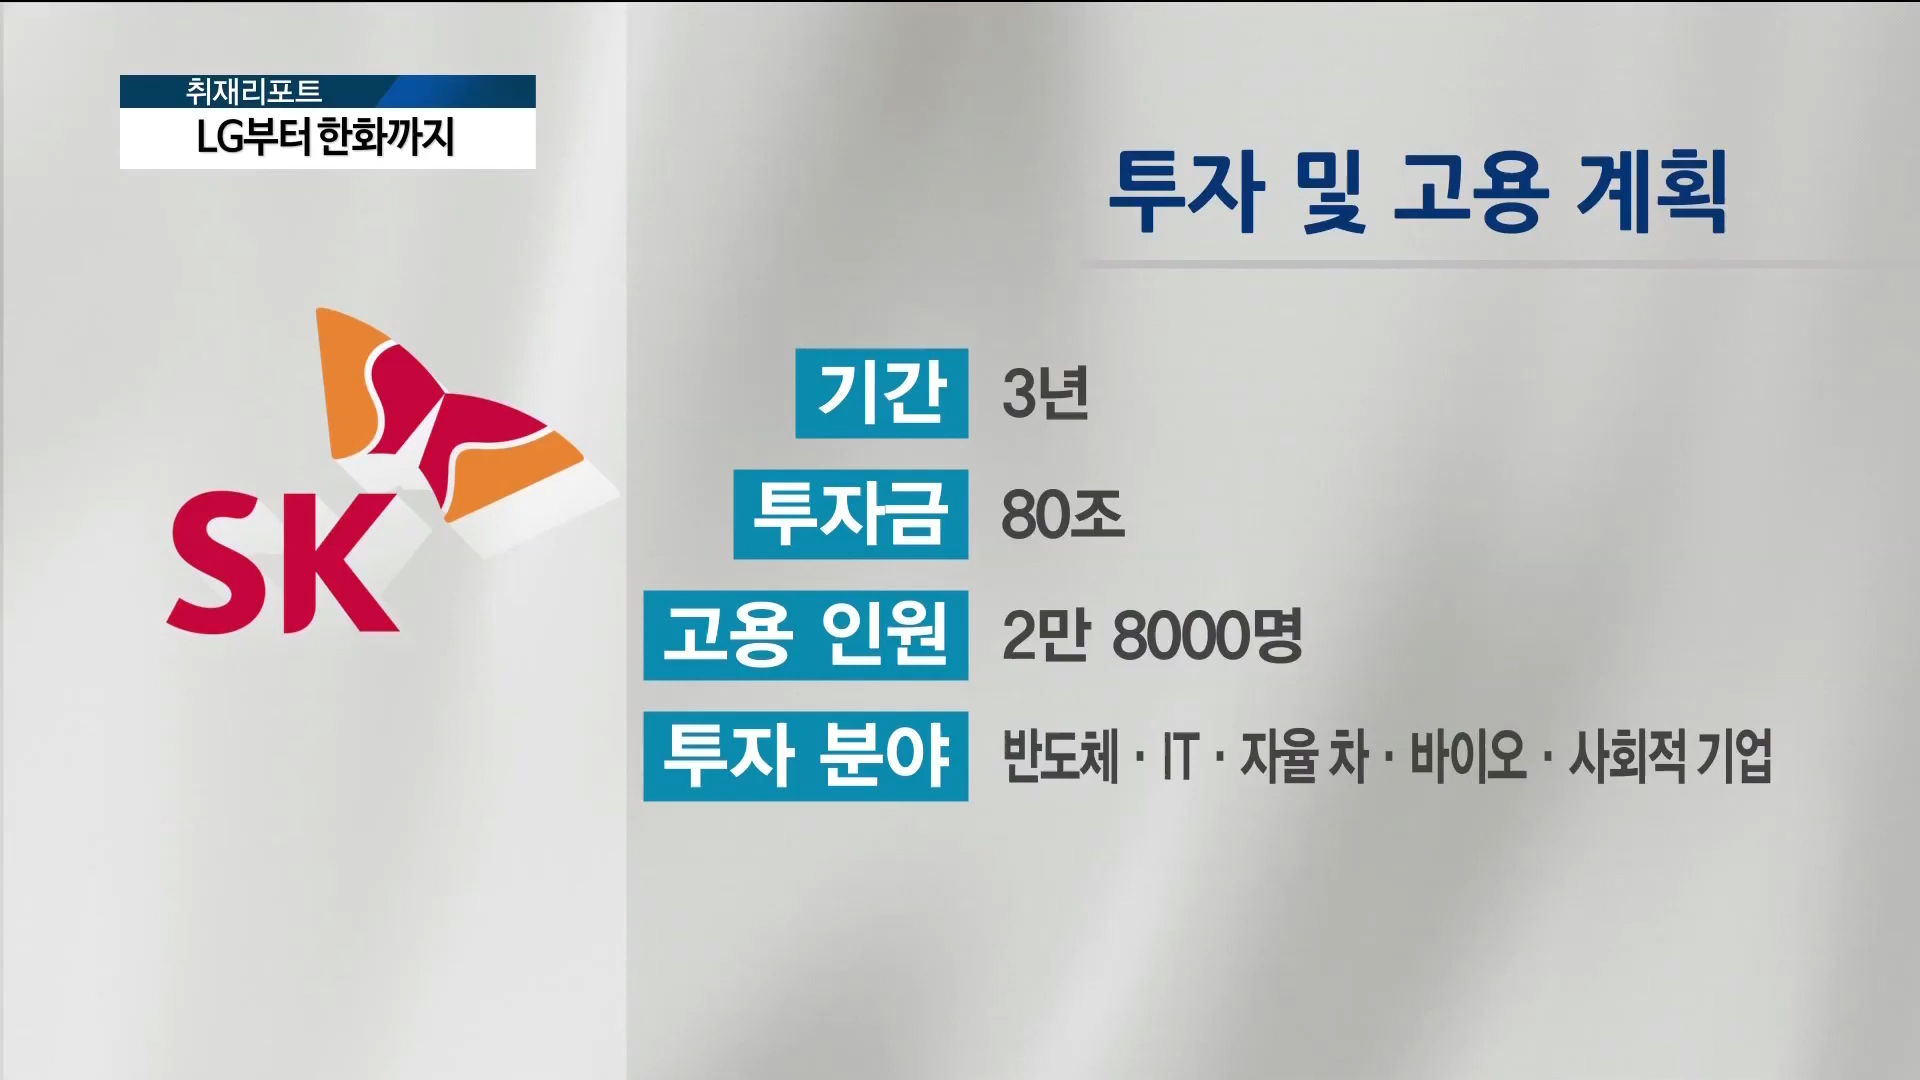 취재리포트
LG부터 한화까지
투자 및 고용 계획
SK
기간 3년
투자금 80조
고용 인원 2만 8000명
투자 분야 반도체 · IT · 자율 차 · 바이오 · 사회적 기업